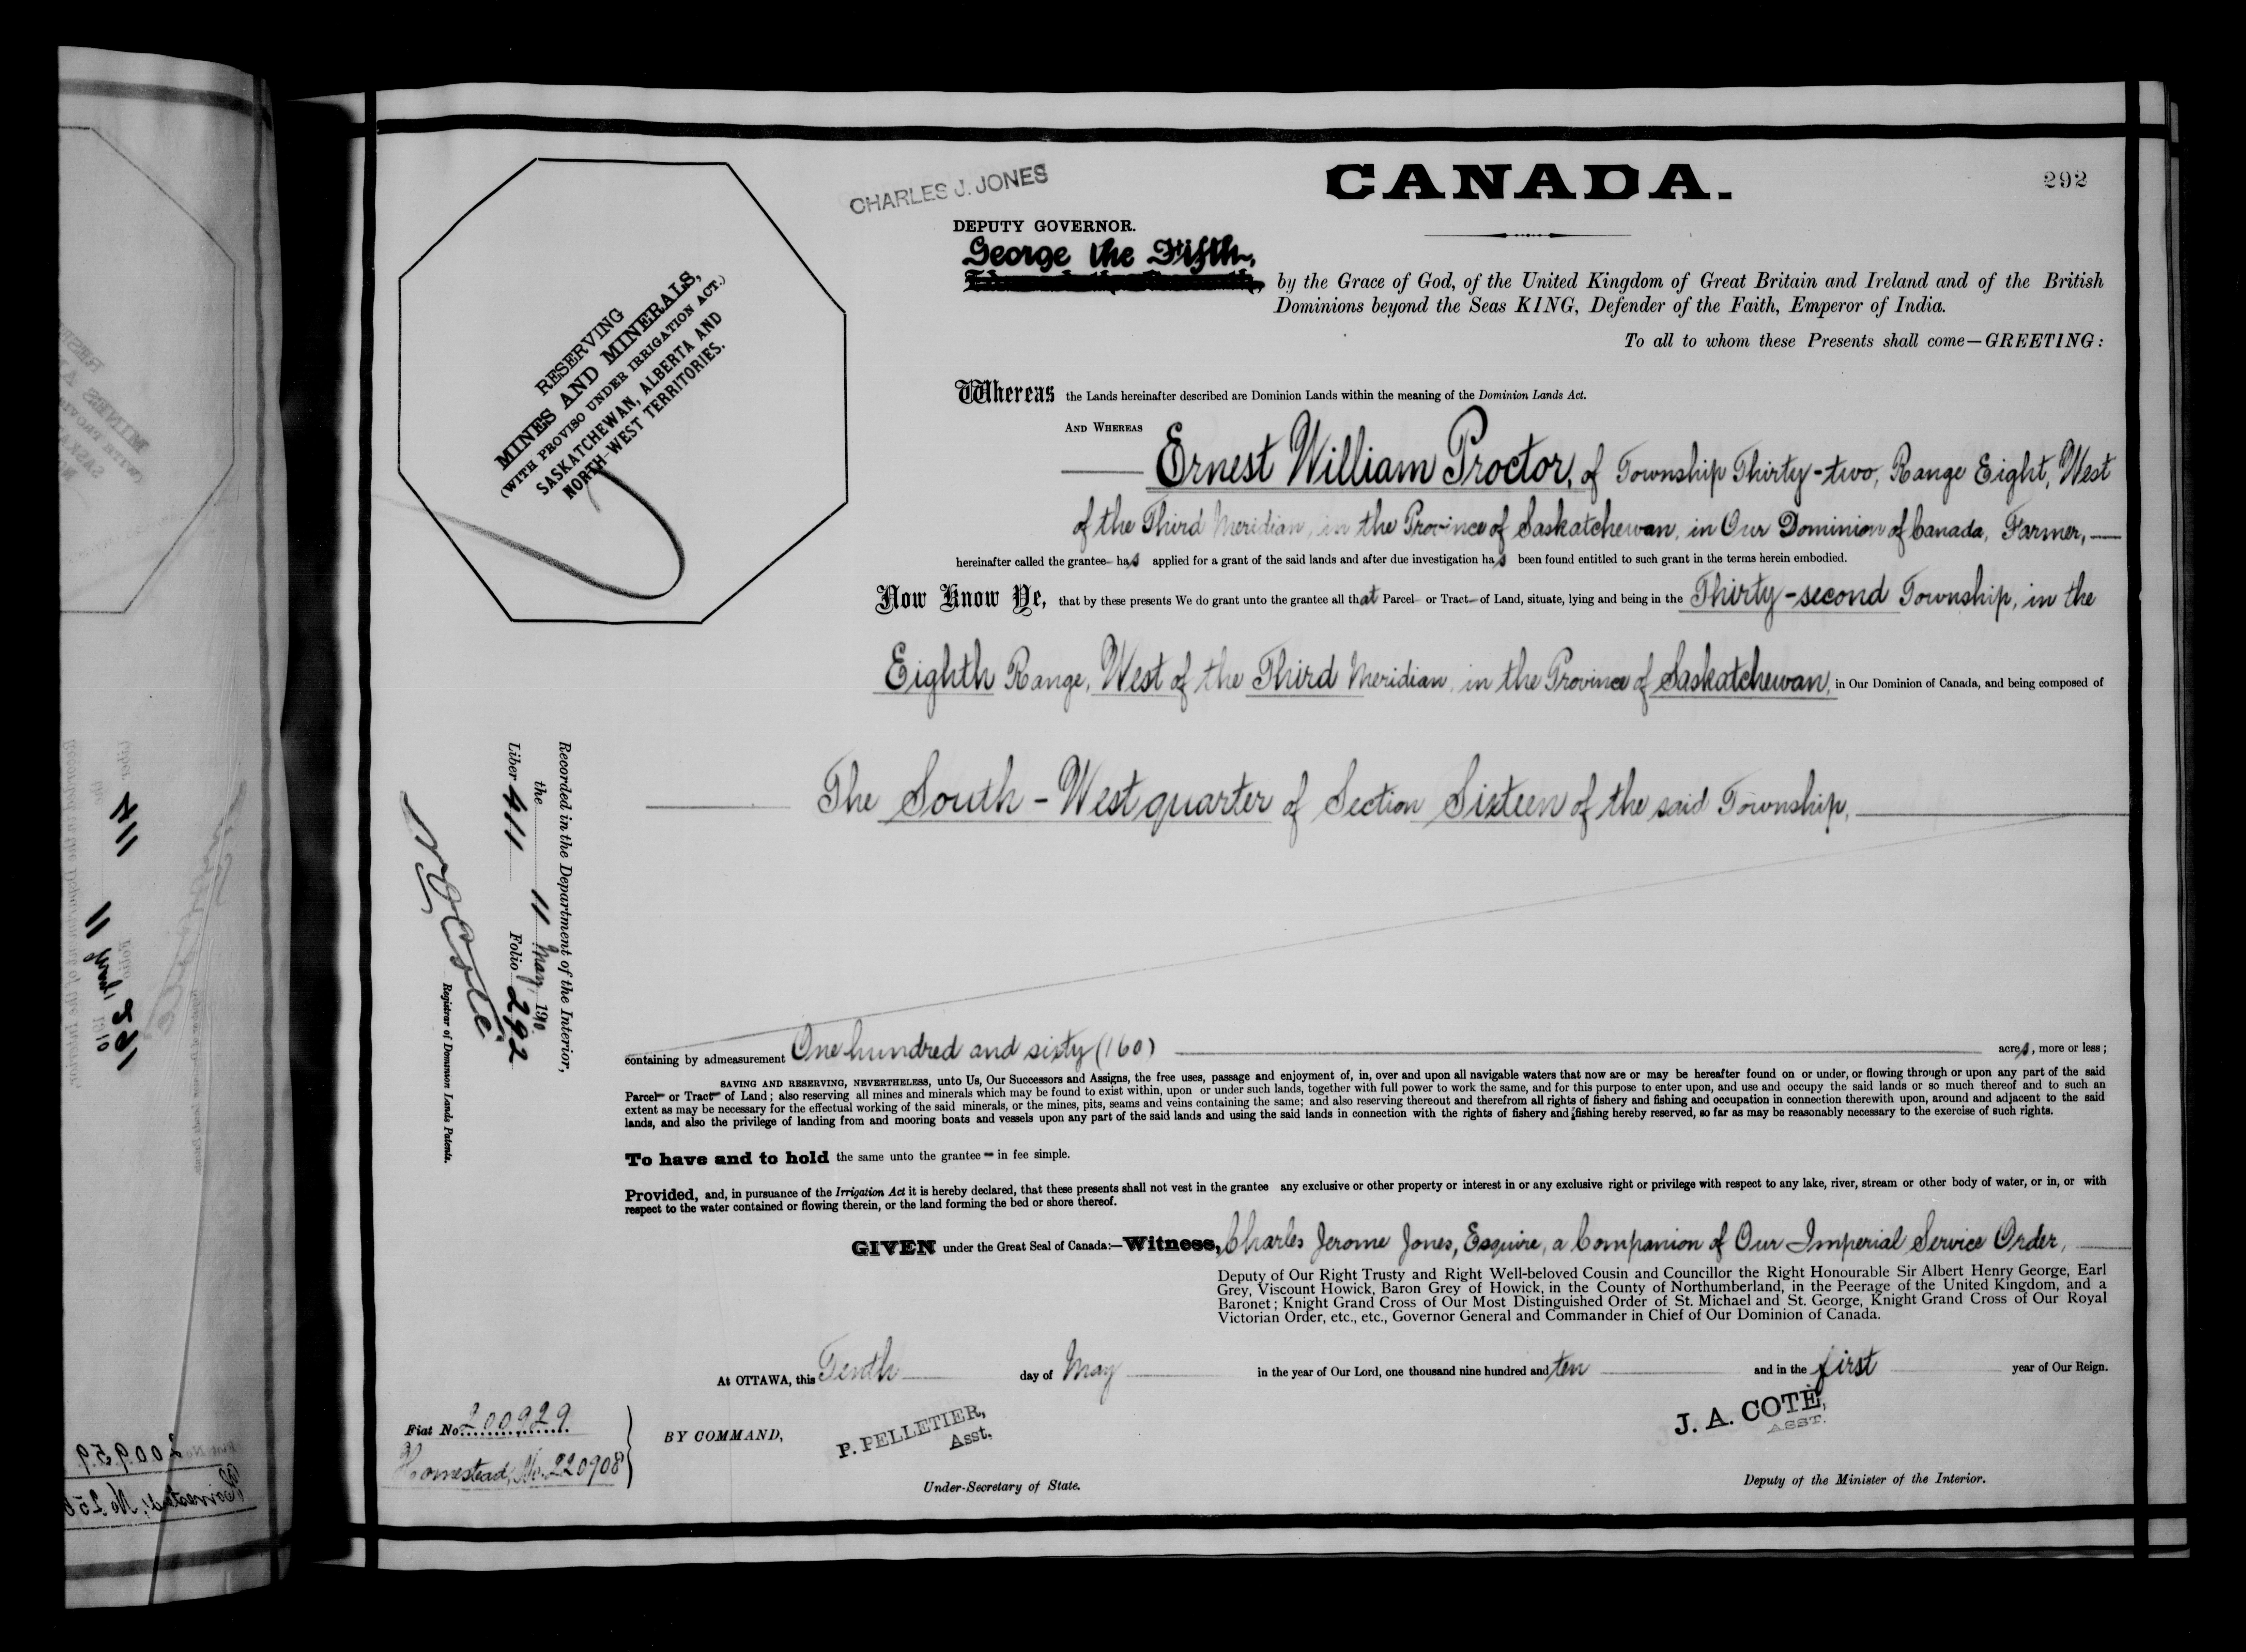 CANADA.
292
CHARLES J. JONES
DEPUTY GOVERNOR.
George the Fifth,
by the Grace of God, of the United Kingdom of Great Britain and Ireland and of the British
Dominions beyond the Seas KING, Defender of the Faith, Emperor of India.
To all to whom these Presents shall come—GREETING:
RESERVING
MINES AND MINERALS,
(WITH PROVISO UNDER IRRIGATION ACT.)
SASKATCHEWAN, ALBERTA AND
NORTH-WEST TERRITORIES.
Whereas the Lands hereinafter described are Dominion Lands within the meaning of the Dominion Lands Act.
AND WHEREAS
Ernest William Proctor, of Township Thirty-two, Range Eight, West
of the Third Meridian, in the Province of Saskatchewan, in Our Dominion of Canada, Farmer,—
hereinafter called the grantee has applied for a grant of the said lands and after due investigation has been found entitled to such grant in the terms herein embodied.
Now Know Ye, that by these presents We do grant unto the grantee all that Parcel or Tract of Land, situate, lying and being in the Thirty-second Township, in the
Eighth Range, West of the Third Meridian, in the Province of Saskatchewan, in Our Dominion of Canada, and being composed of
The South-West quarter of Section Sixteen of the said Township,
Recorded in the Department of the Interior,
the 11 May 1910
Liber 411 Folio 292
Registrar of Dominion Lands Patents.
containing by admeasurement One hundred and sixty (160) acres, more or less;
SAVING AND RESERVING, NEVERTHELESS, unto Us, Our Successors and Assigns, the free uses, passage and enjoyment of, in, over and upon all navigable waters that now are or may be hereafter found on or under, or flowing through or upon any part of the said
Parcel or Tract of Land; also reserving all mines and minerals which may be found to exist within, upon or under such lands, together with full power to work the same, and for this purpose to enter upon, and use and occupy the said lands or so much thereof and to such an
extent as may be necessary for the effectual working of the said minerals, or the mines, pits, seams and veins containing the same; and also reserving thereout and therefrom all rights of fishery and fishing and occupation in connection therewith upon, around and adjacent to the said
lands, and also the privilege of landing from and mooring boats and vessels upon any part of the said lands and using the said lands in connection with the rights of fishery and fishing hereby reserved, so far as may be reasonably necessary to the exercise of such rights.
To have and to hold the same unto the grantee in fee simple.
Provided, and, in pursuance of the Irrigation Act it is hereby declared, that these presents shall not vest in the grantee any exclusive or other property or interest in or any exclusive right or privilege with respect to any lake, river, stream or other body of water, or in, or with
respect to the water contained or flowing therein, or the land forming the bed or shore thereof.
GIVEN under the Great Seal of Canada:—Witness, Charles Jerome Jones, Esquire, a Companion of Our Imperial Service Order,
Deputy of Our Right Trusty and Right Well-beloved Cousin and Councillor the Right Honourable Sir Albert Henry George, Earl
Grey, Viscount Howick, Baron Grey of Howick, in the County of Northumberland, in the Peerage of the United Kingdom, and a
Baronet; Knight Grand Cross of Our Most Distinguished Order of St. Michael and St. George, Knight Grand Cross of Our Royal
Victorian Order, etc., etc., Governor General and Commander in Chief of Our Dominion of Canada.
At OTTAWA, this Tenth day of May in the year of Our Lord, one thousand nine hundred and ten and in the first year of Our Reign.
Fiat No. 200929
Homestead, No. 220908
BY COMMAND,
P. PELLETIER,
Asst.
Under-Secretary of State.
J. A. COTÉ,
ASST.
Deputy of the Minister of the Interior.